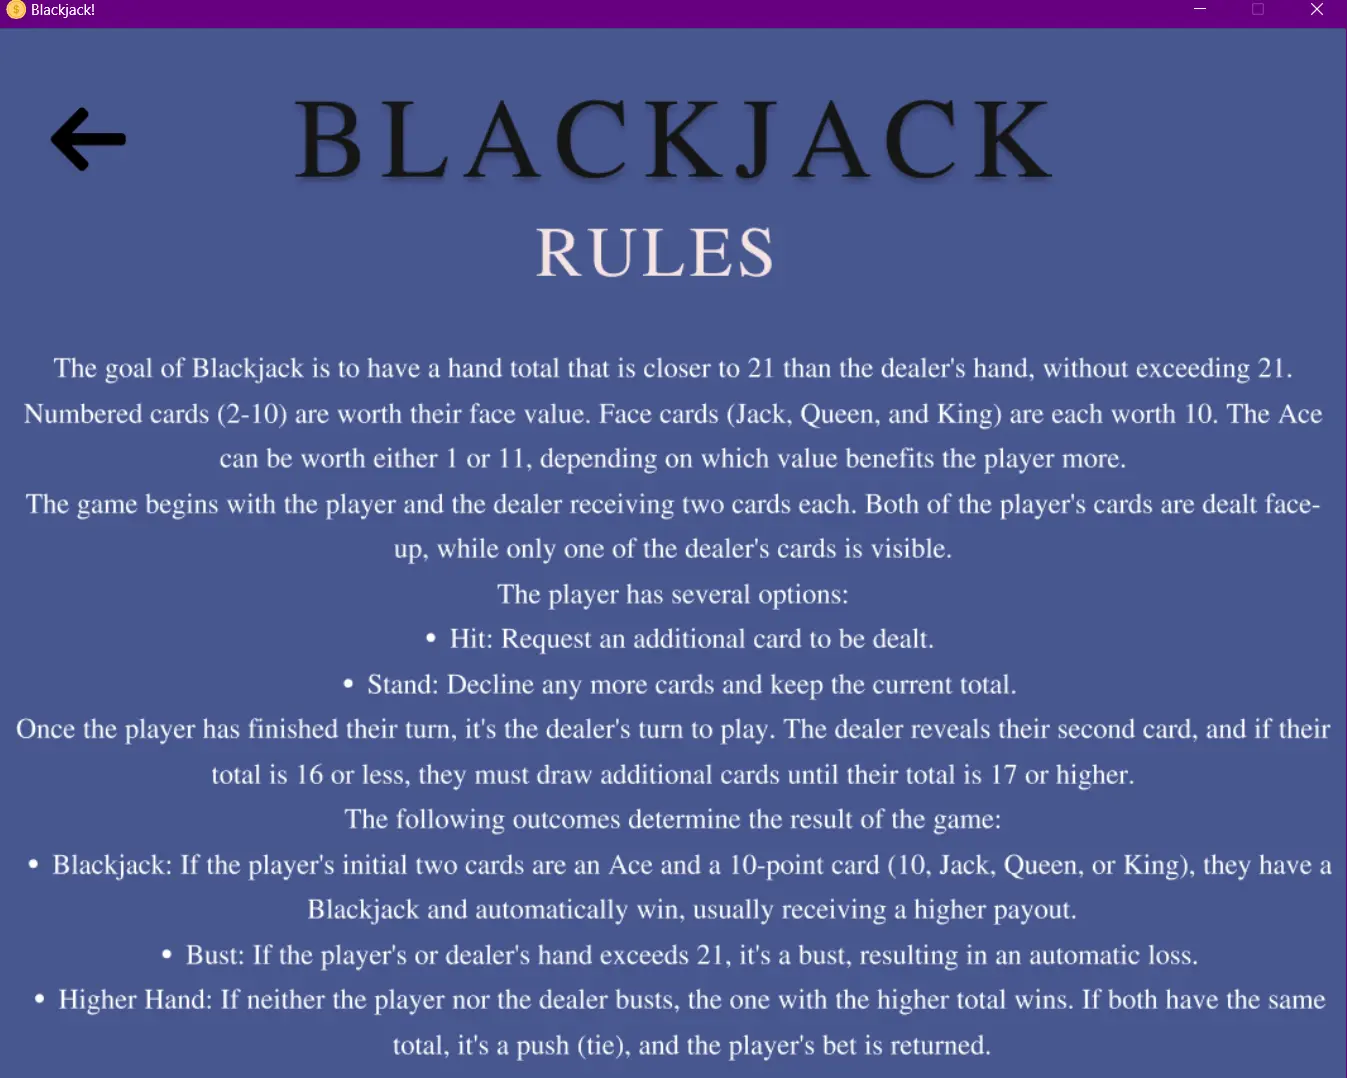 Blackjack!
BLACKJACK
RULES
The goal of Blackjack is to have a hand total that is closer to 21 than the dealer's hand, without exceeding 21.
Numbered cards (2-10) are worth their face value. Face cards (Jack, Queen, and King) are each worth 10. The Ace
can be worth either 1 or 11, depending on which value benefits the player more.
The game begins with the player and the dealer receiving two cards each. Both of the player's cards are dealt face-
up, while only one of the dealer's cards is visible.
The player has several options:
• Hit: Request an additional card to be dealt.
• Stand: Decline any more cards and keep the current total.
Once the player has finished their turn, it's the dealer's turn to play. The dealer reveals their second card, and if their
total is 16 or less, they must draw additional cards until their total is 17 or higher.
The following outcomes determine the result of the game:
• Blackjack: If the player's initial two cards are an Ace and a 10-point card (10, Jack, Queen, or King), they have a
Blackjack and automatically win, usually receiving a higher payout.
• Bust: If the player's or dealer's hand exceeds 21, it's a bust, resulting in an automatic loss.
• Higher Hand: If neither the player nor the dealer busts, the one with the higher total wins. If both have the same
total, it's a push (tie), and the player's bet is returned.